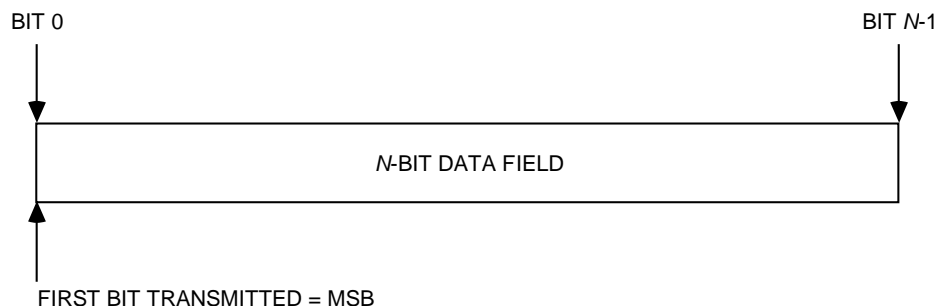 BIT 0
BIT N-1
N-BIT DATA FIELD
FIRST BIT TRANSMITTED = MSB